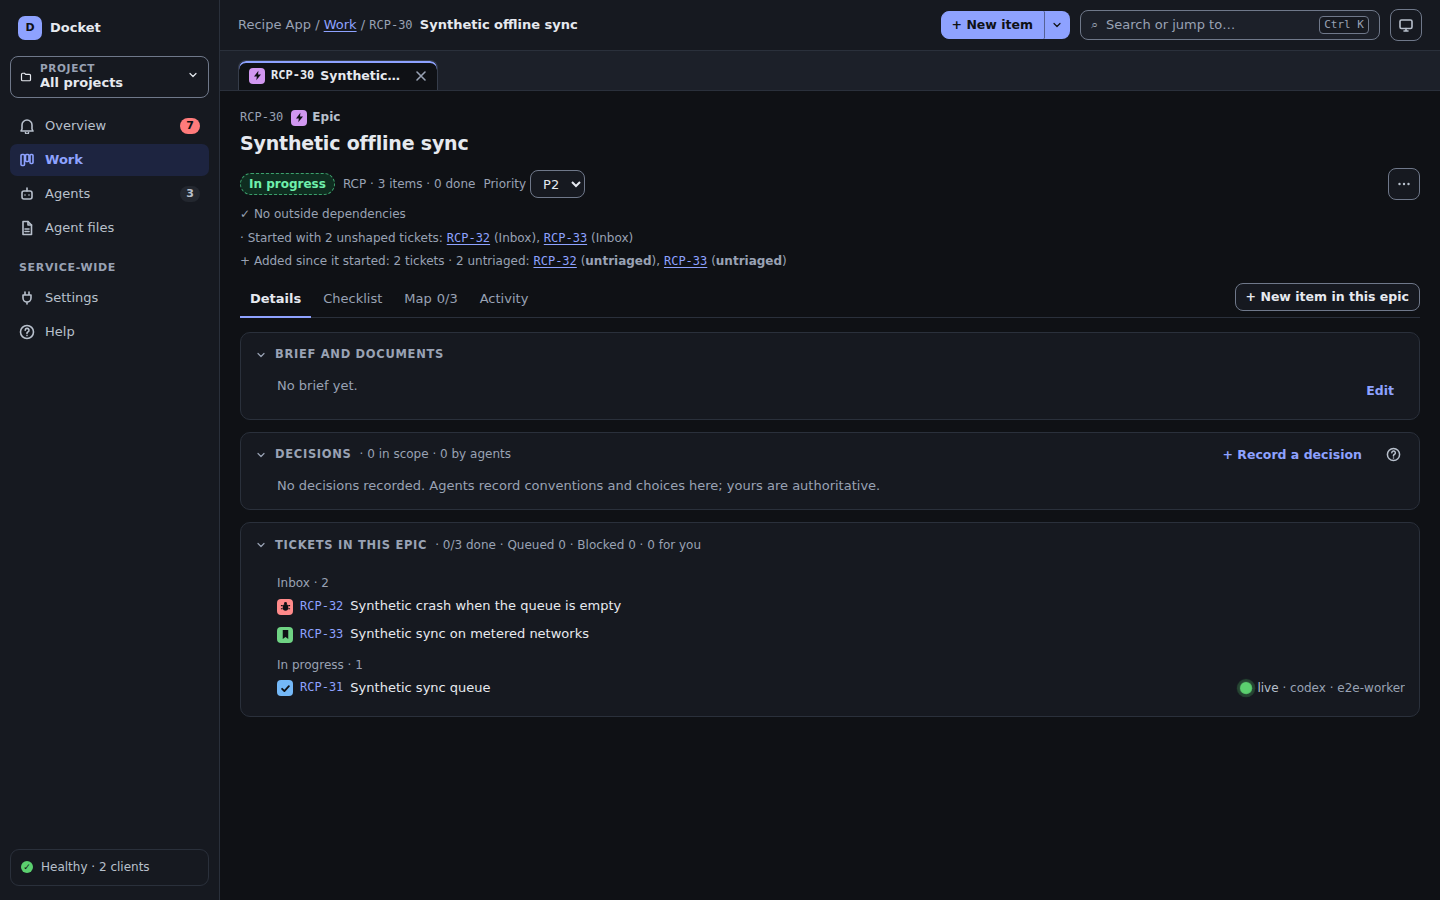 D Docket
PROJECT
All projects
Overview 7
Work
Agents 3
Agent files
SERVICE-WIDE
Settings
Help
✓ Healthy · 2 clients
Recipe App / Work / RCP-30 Synthetic offline sync
+ New item
Search or jump to… Ctrl K
RCP-30 Synthetic…
RCP-30 Epic
Synthetic offline sync
In progress RCP · 3 items · 0 done Priority P2
✓ No outside dependencies
· Started with 2 unshaped tickets: RCP-32 (Inbox), RCP-33 (Inbox)
+ Added since it started: 2 tickets · 2 untriaged: RCP-32 (untriaged), RCP-33 (untriaged)
Details Checklist Map 0/3 Activity + New item in this epic
BRIEF AND DOCUMENTS
No brief yet.
Edit
DECISIONS · 0 in scope · 0 by agents + Record a decision
No decisions recorded. Agents record conventions and choices here; yours are authoritative.
TICKETS IN THIS EPIC · 0/3 done · Queued 0 · Blocked 0 · 0 for you
Inbox · 2
RCP-32 Synthetic crash when the queue is empty
RCP-33 Synthetic sync on metered networks
In progress · 1
RCP-31 Synthetic sync queue live · codex · e2e-worker